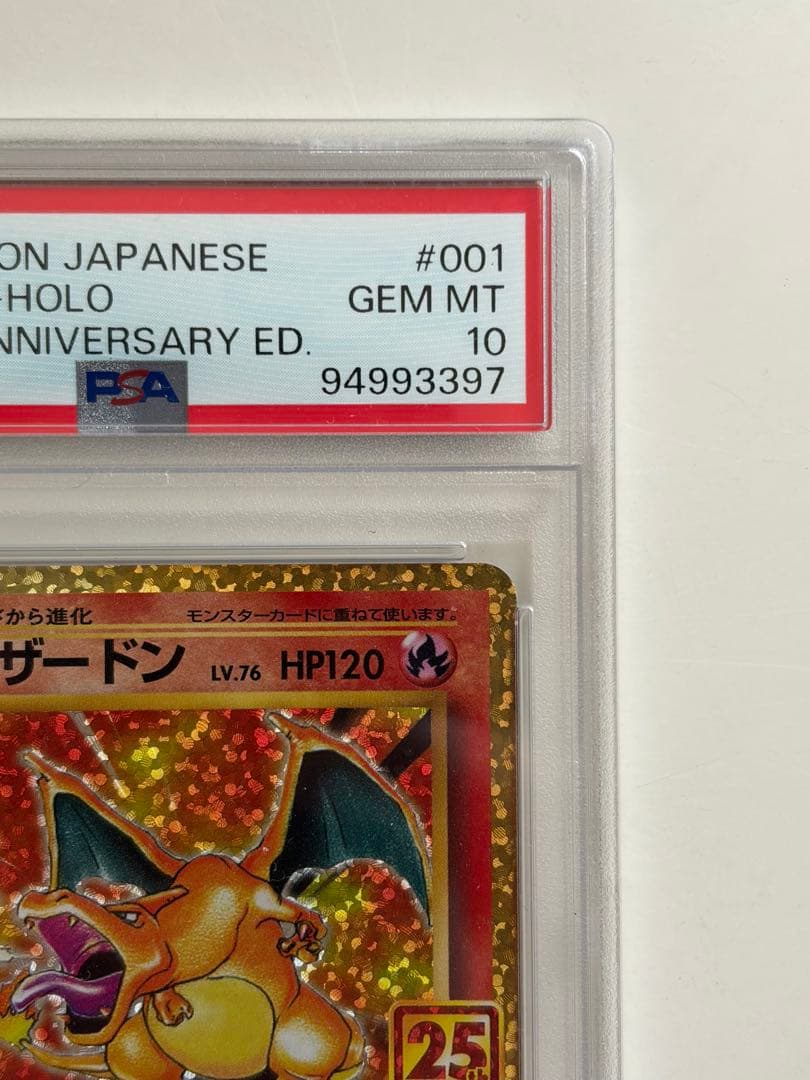 ON JAPANESE #001
-HOLO GEM MT
NNIVERSARY ED. 10
PSA 94993397
から進化 モンスターカードに重ねて使います。
ザードン LV.76 HP120
25th